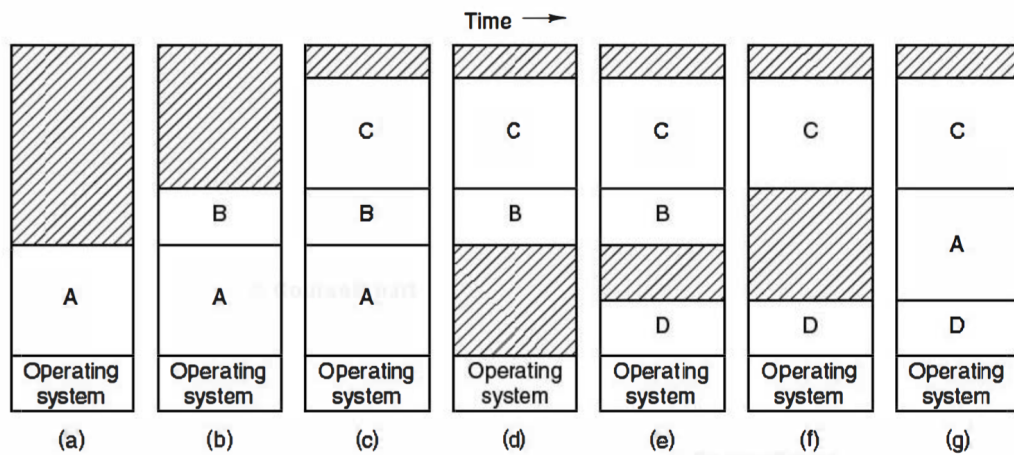 Time →
C
C
C
C
C
B
B
B
B
A
A
A
A
D
D
D
Operating system
Operating system
Operating system
Operating system
Operating system
Operating system
Operating system
(a)
(b)
(c)
(d)
(e)
(f)
(g)